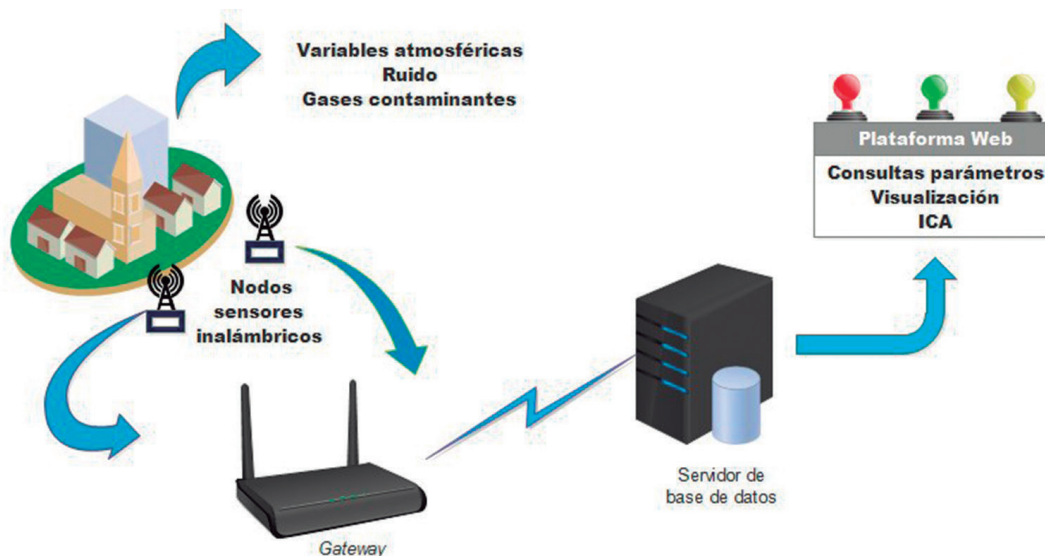 Variables atmosféricas
Ruido
Gases contaminantes
Nodos
sensores
inalámbricos
Gateway
Servidor de
base de datos
Plataforma Web
Consultas parámetros
Visualización
ICA